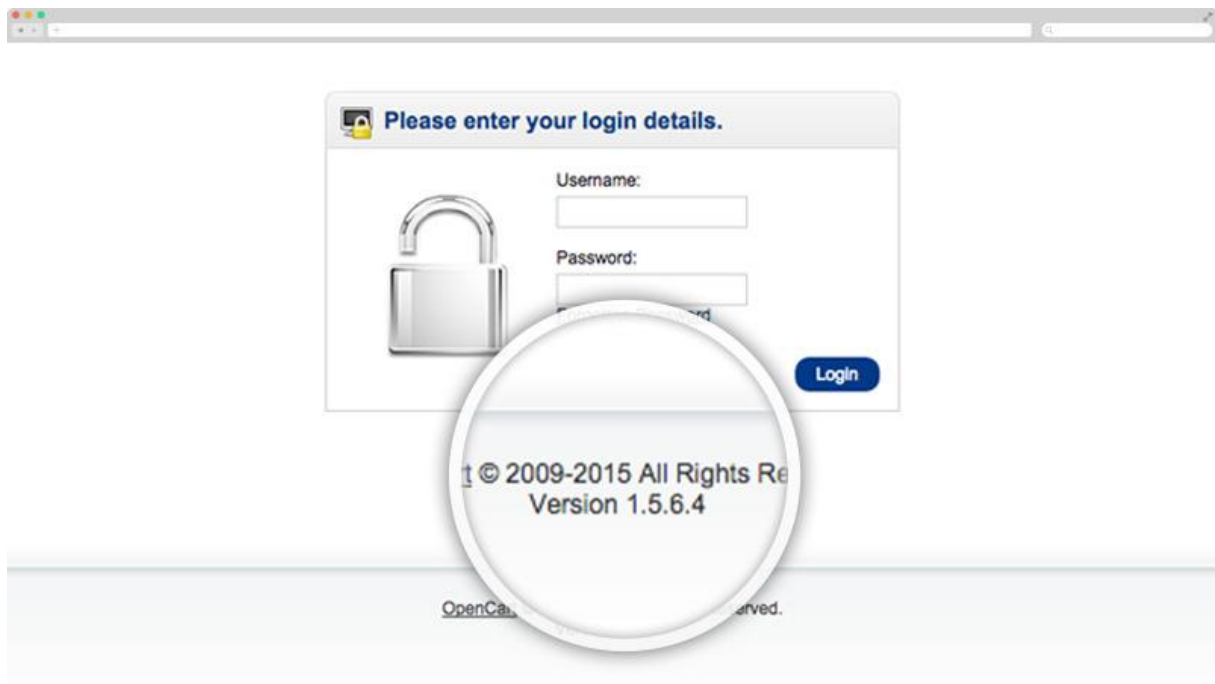 Please enter your login details.
Username:
Password:
Login
t © 2009-2015 All Rights Re
Version 1.5.6.4
OpenCa
erved.